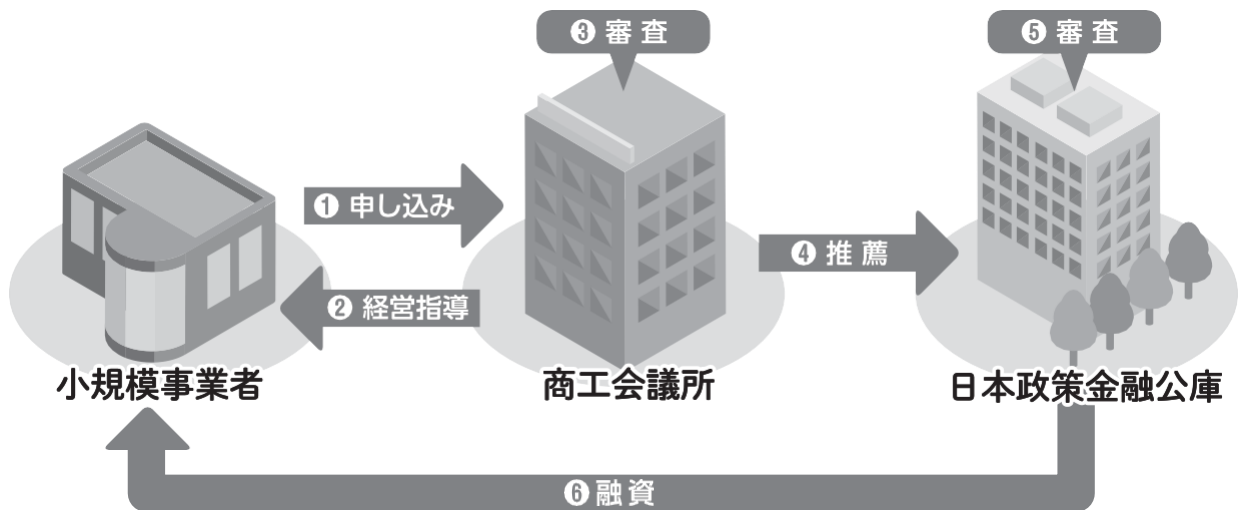 ❸ 審査
❺ 審査
❶ 申し込み
❹ 推薦
❷ 経営指導
小規模事業者
商工会議所
日本政策金融公庫
❻ 融資